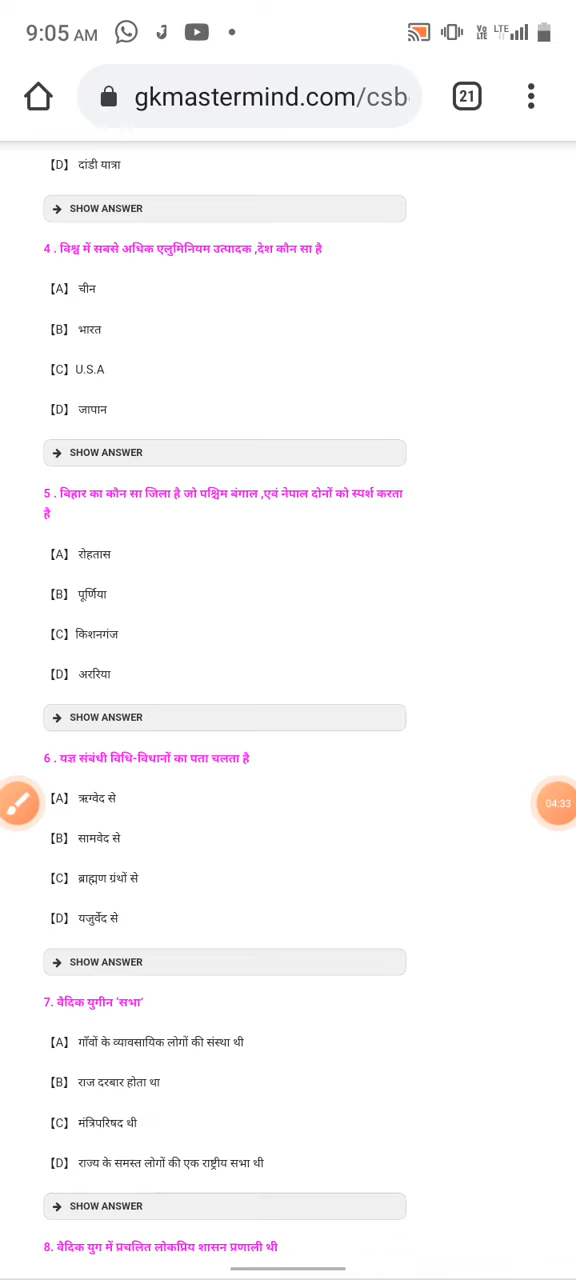 9:05 AM
Vo LTE LTE
gkmastermind.com/csb
21
【D】 दांडी यात्रा
→ SHOW ANSWER
4 . विश्व में सबसे अधिक एलुमिनियम उत्पादक ,देश कौन सा है
【A】 चीन
【B】 भारत
【C】U.S.A
【D】 जापान
→ SHOW ANSWER
5 . बिहार का कौन सा जिला है जो पश्चिम बंगाल ,एवं नेपाल दोनों को स्पर्श करता
है
【A】 रोहतास
【B】 पूर्णिया
【C】किशनगंज
【D】 अररिया
→ SHOW ANSWER
6 . यज्ञ संबंधी विधि-विधानों का पता चलता है
【A】 ऋग्वेद से
04:33
【B】 सामवेद से
【C】 ब्राह्मण ग्रंथों से
【D】 यजुर्वेद से
→ SHOW ANSWER
7. वैदिक युगीन ‘सभा’
【A】 गाँवों के व्यावसायिक लोगों की संस्था थी
【B】 राज दरबार होता था
【C】 मंत्रिपरिषद थी
【D】 राज्य के समस्त लोगों की एक राष्ट्रीय सभा थी
→ SHOW ANSWER
8. वैदिक युग में प्रचलित लोकप्रिय शासन प्रणाली थी